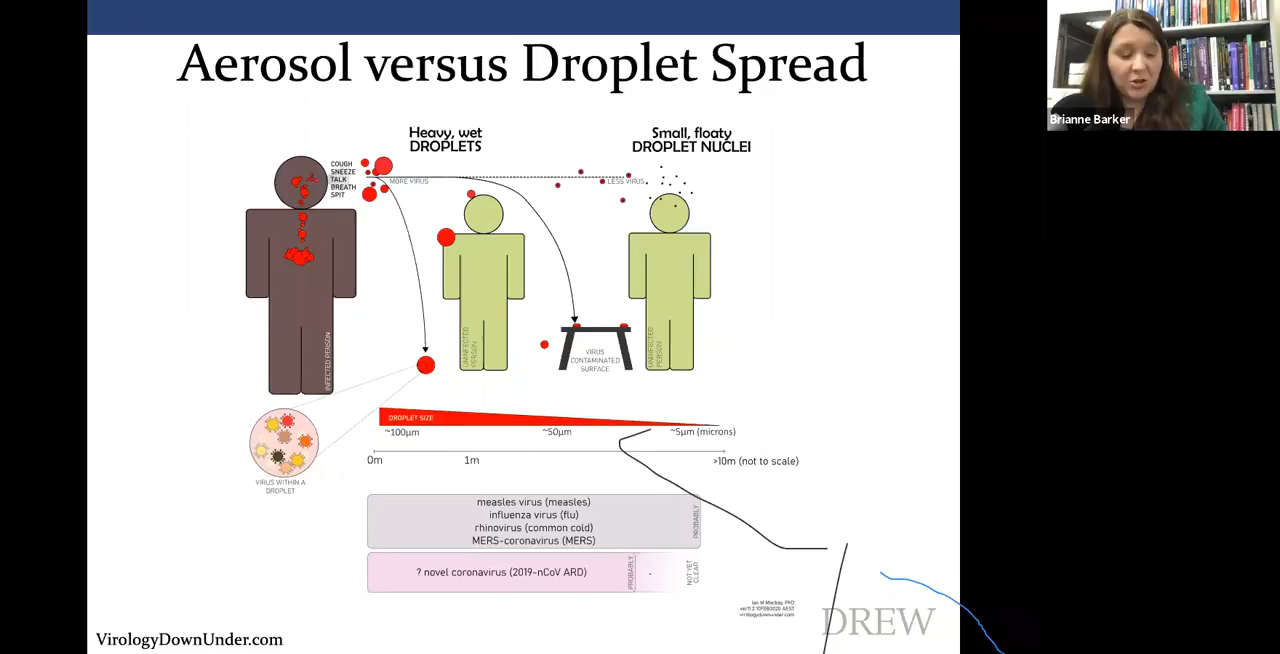 Aerosol versus Droplet Spread
Brianne Barker
Heavy, wet
DROPLETS
Small, floaty
DROPLET NUCLEI
COUGH
SNEEZE
TALK
BREATH
SPIT
MORE VIRUS
LESS VIRUS
INFECTED PERSON
UNINFECTED
PERSON
VIRUS
CONTAMINATED
SURFACE
UNINFECTED
PERSON
DROPLET SIZE
~100µm
~50µm
~5µm (microns)
0m
1m
>10m (not to scale)
VIRUS WITHIN A
DROPLET
measles virus (measles)
influenza virus (flu)
rhinovirus (common cold)
MERS-coronavirus (MERS)
PROBABLY
? novel coronavirus (2019-nCoV ARD)
PROBABLY
NOT YET
CLEAR
Ian M Mackay, PhD
virologydownunder.com
DREW
VirologyDownUnder.com